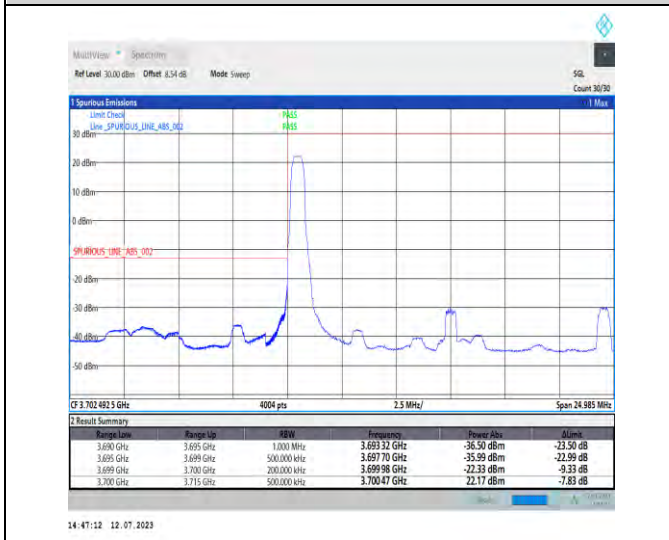 MultiView Spectrum
Ref Level 30.00 dBm Offset 8.54 dB Mode Sweep SGL
Count 30/30
1 Spurious Emissions 1 Max
Limit Check PASS
Line _SPURIOUS_LINE_ABS_002 PASS
30 dBm
20 dBm
10 dBm
0 dBm
SPURIOUS_LINE_ABS_002
-20 dBm
-30 dBm
-40 dBm
-50 dBm
CF 3.702 492 5 GHz 4004 pts 2.5 MHz/ Span 24.985 MHz
2 Result Summary
Range Low Range Up RBW Frequency Power Abs ΔLimit
3.690 GHz 3.695 GHz 1.000 MHz 3.693 32 GHz -36.50 dBm -23.50 dB
3.695 GHz 3.699 GHz 500.000 kHz 3.697 70 GHz -35.99 dBm -22.99 dB
3.699 GHz 3.700 GHz 200.000 kHz 3.699 98 GHz -22.33 dBm -9.33 dB
3.700 GHz 3.715 GHz 500.000 kHz 3.700 47 GHz 22.17 dBm -7.83 dB
14:47:12 12.07.2023